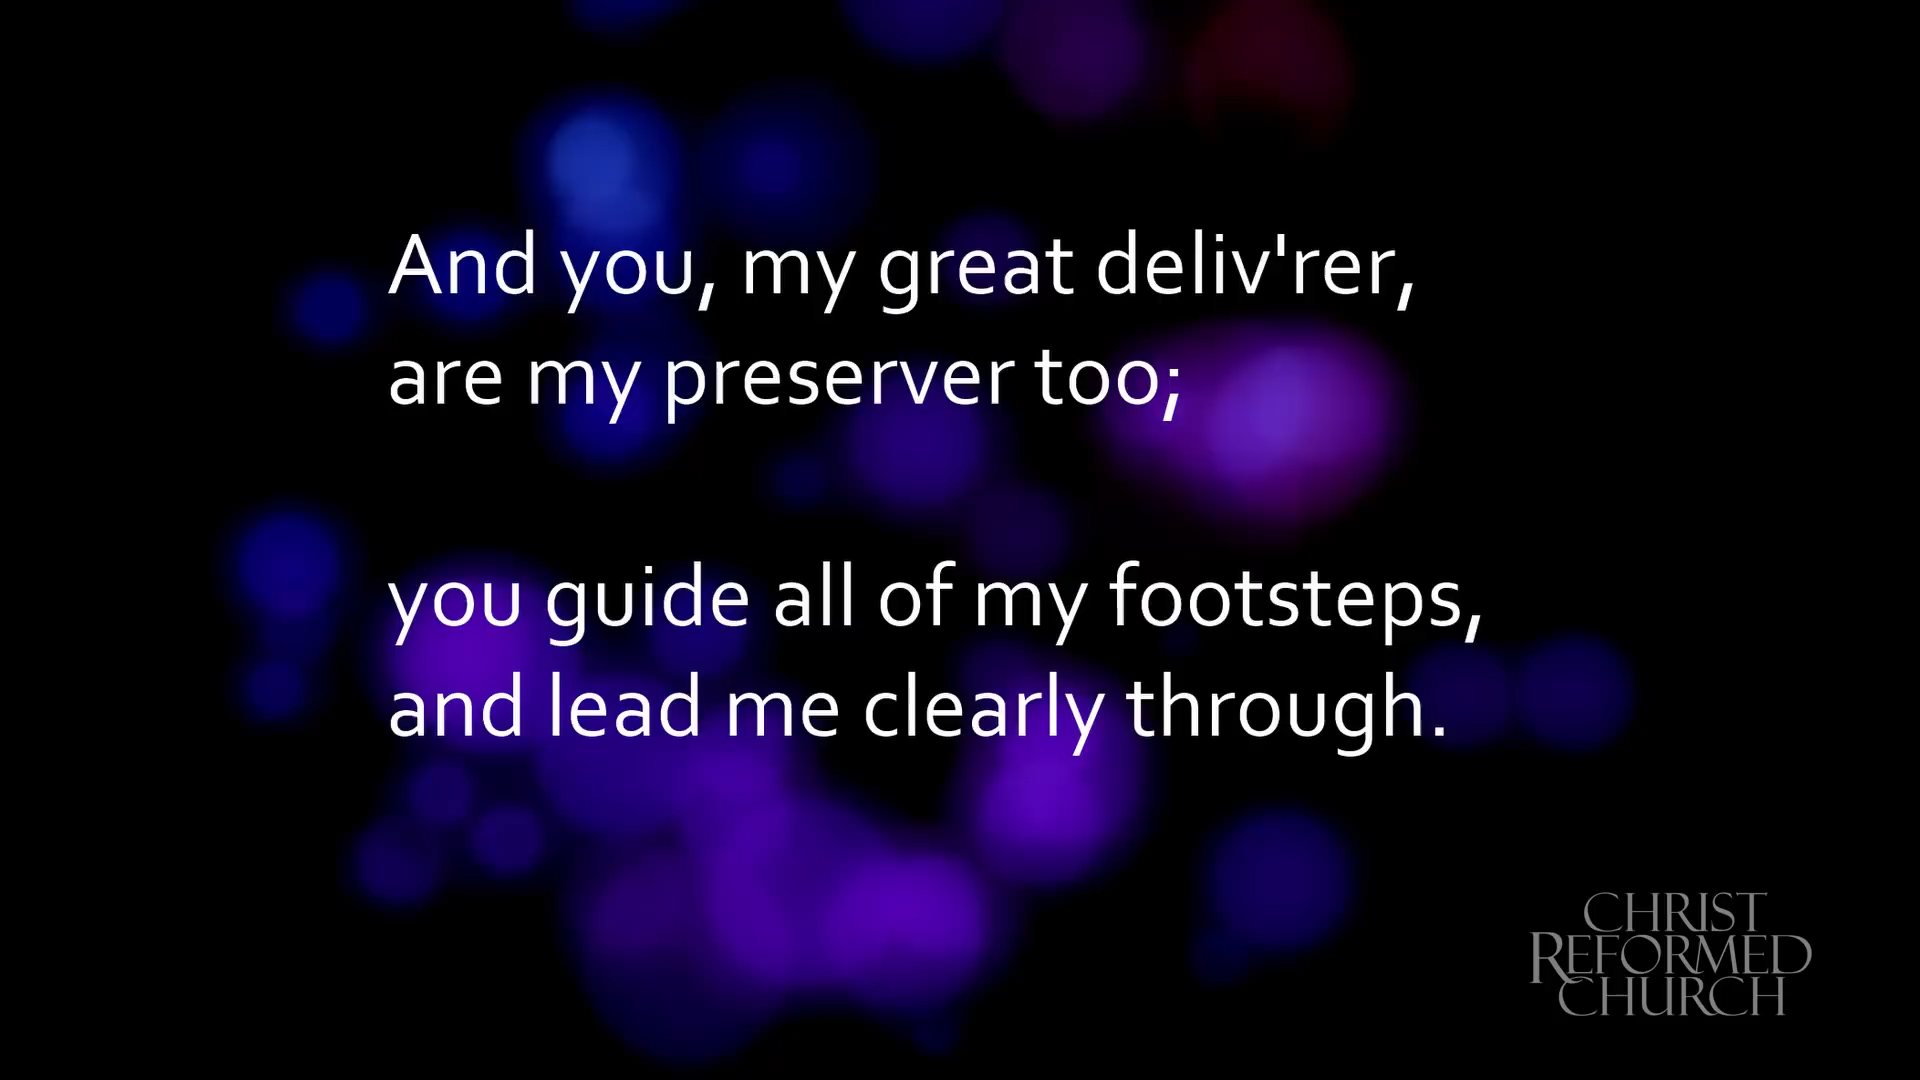 And you, my great deliv'rer,
are my preserver too;
you guide all of my footsteps,
and lead me clearly through.
CHRIST
REFORMED
CHURCH